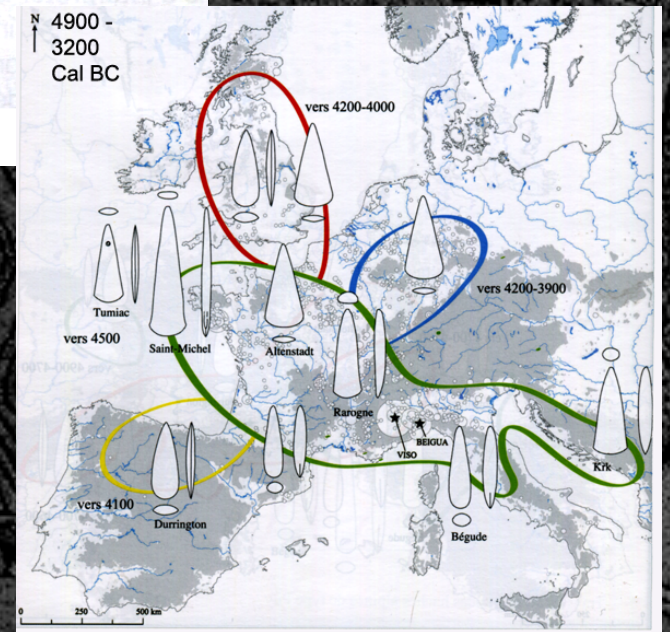 N
4900 -
3200
Cal BC
vers 4200-4000
vers 4200-3900
Tumiac
vers 4500
Saint-Michel
Altenstadt
Rarogne
VISO
BEIGUA
Krk
vers 4100
Durrington
Bégude
0 250 500 km